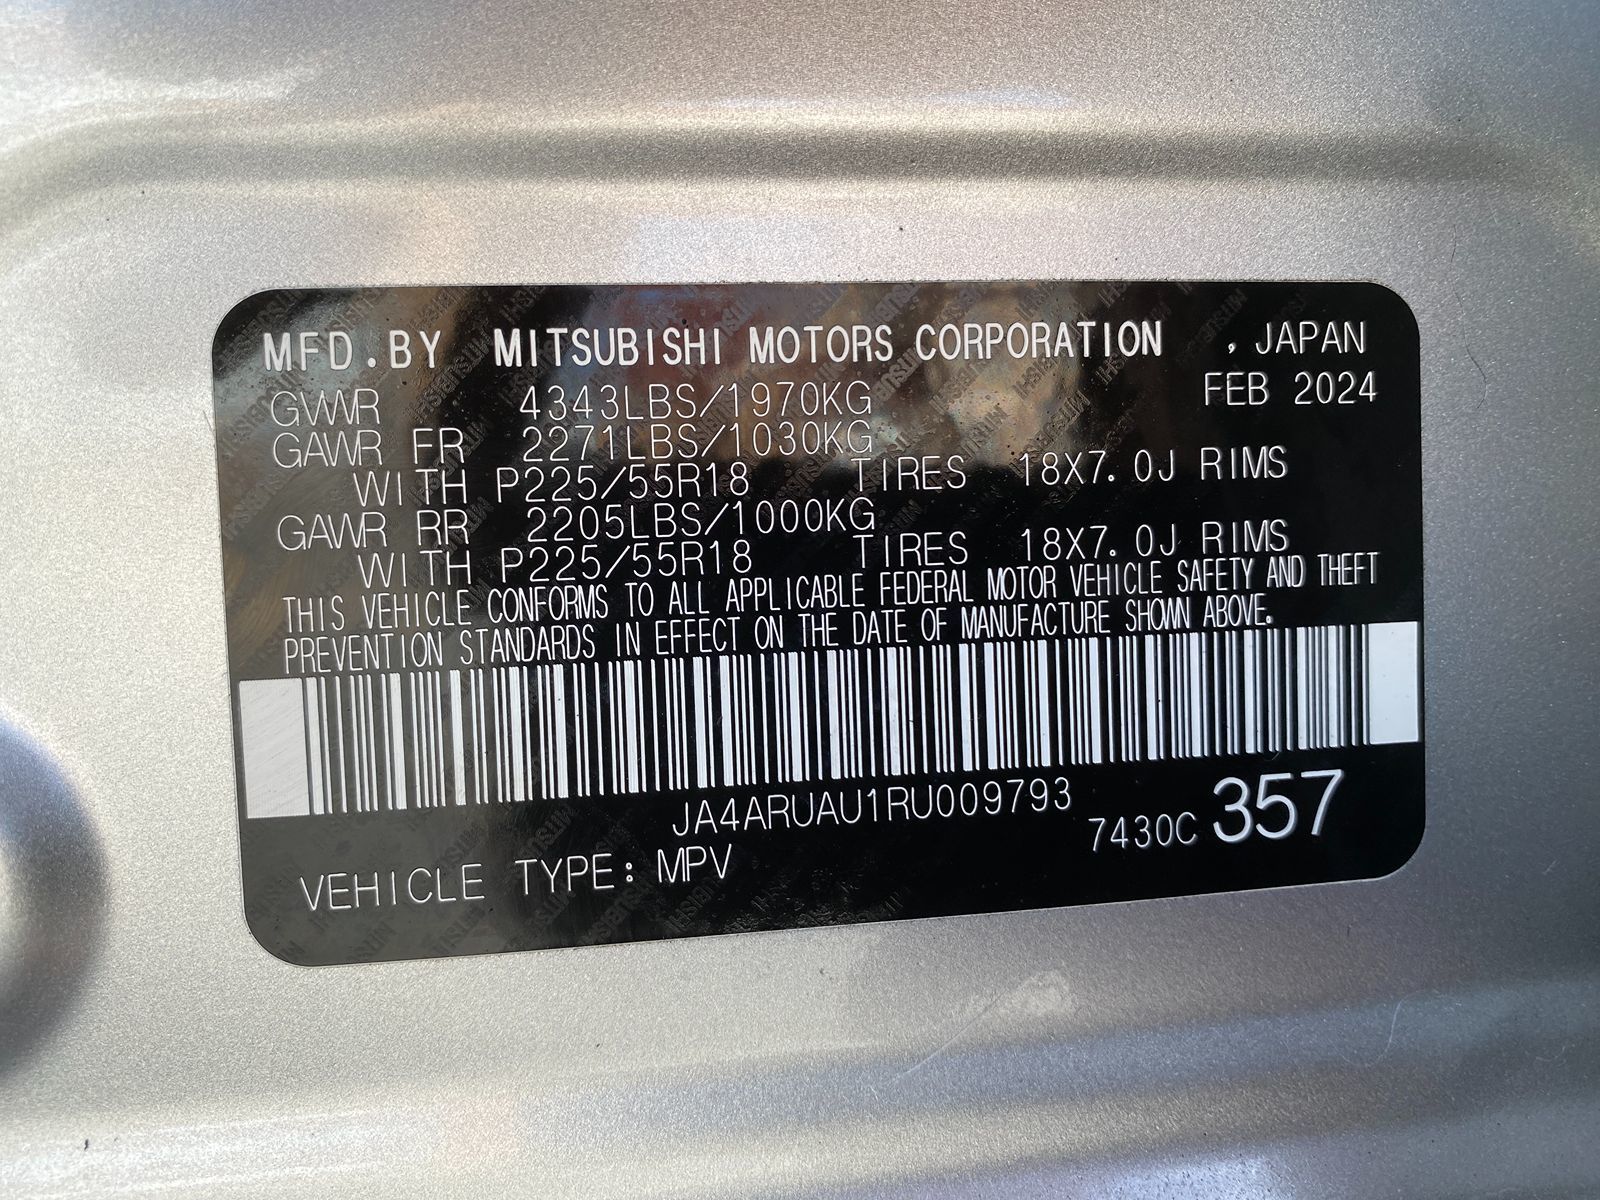 MFD.BY MITSUBISHI MOTORS CORPORATION , JAPAN
GVWR 4343LBS/1970KG FEB 2024
GAWR FR 2271LBS/1030KG
WITH P225/55R18 TIRES 18X7.0J RIMS
GAWR RR 2205LBS/1000KG
WITH P225/55R18 TIRES 18X7.0J RIMS
THIS VEHICLE CONFORMS TO ALL APPLICABLE FEDERAL MOTOR VEHICLE SAFETY AND THEFT
PREVENTION STANDARDS IN EFFECT ON THE DATE OF MANUFACTURE SHOWN ABOVE.
JA4ARUAU1RU009793
7430C 357
VEHICLE TYPE: MPV